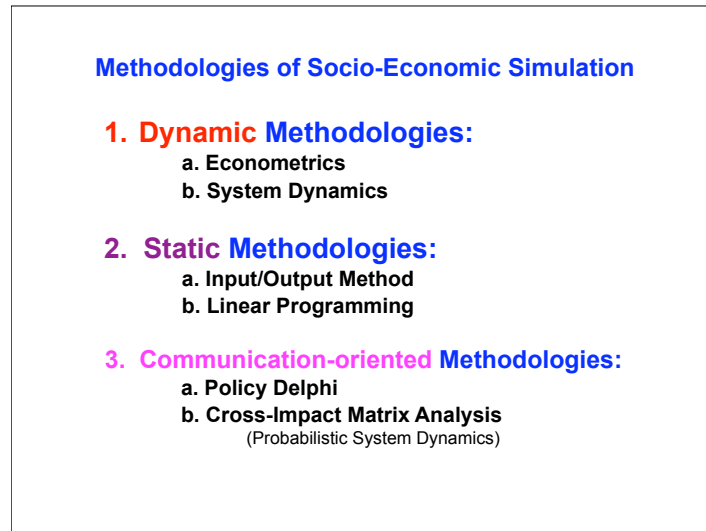 Methodologies of Socio-Economic Simulation
1. Dynamic Methodologies:
a. Econometrics
b. System Dynamics
2. Static Methodologies:
a. Input/Output Method
b. Linear Programming
3. Communication-oriented Methodologies:
a. Policy Delphi
b. Cross-Impact Matrix Analysis
(Probabilistic System Dynamics)